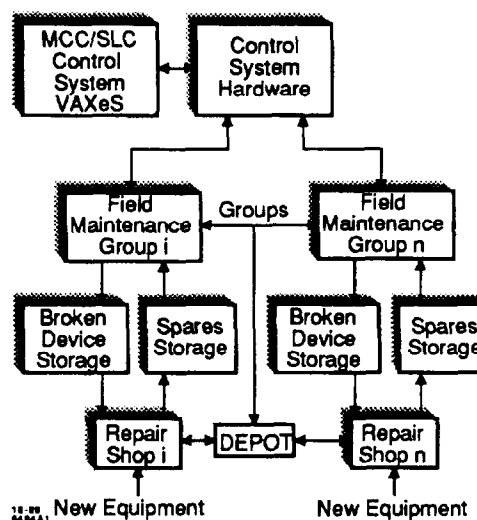 MCC/SLC
Control
System
VAXeS
Control
System
Hardware
Field
Maintenance
Group i
Groups
Field
Maintenance
Group n
Broken
Device
Storage
Spares
Storage
Broken
Device
Storage
Spares
Storage
Repair
Shop i
DEPOT
Repair
Shop n
New Equipment
New Equipment